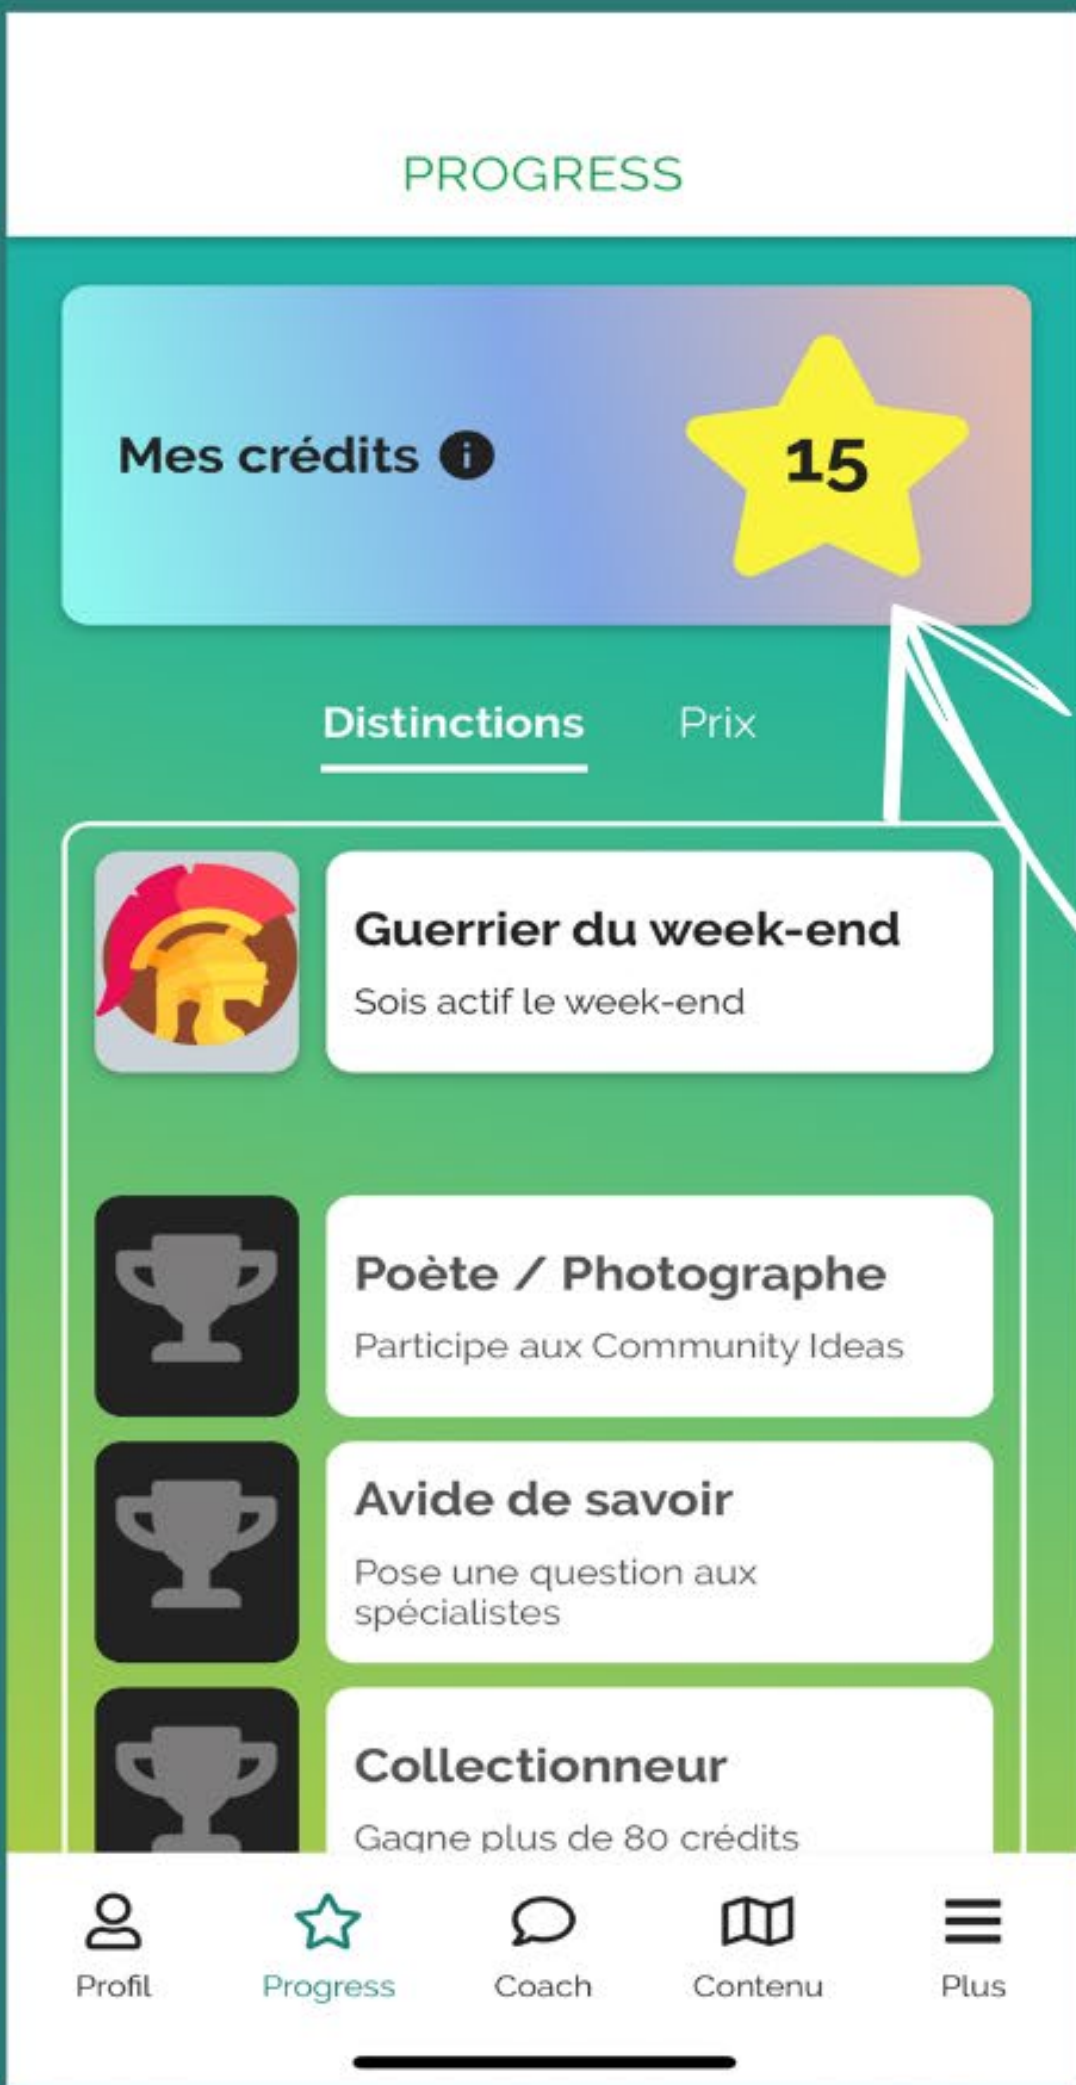 PROGRESS
Mes crédits i
15
Distinctions Prix
Guerrier du week-end
Sois actif le week-end
Poète / Photographe
Participe aux Community Ideas
Avide de savoir
Pose une question aux
spécialistes
Collectionneur
Gagne plus de 80 crédits
Profil Progress Coach Contenu Plus